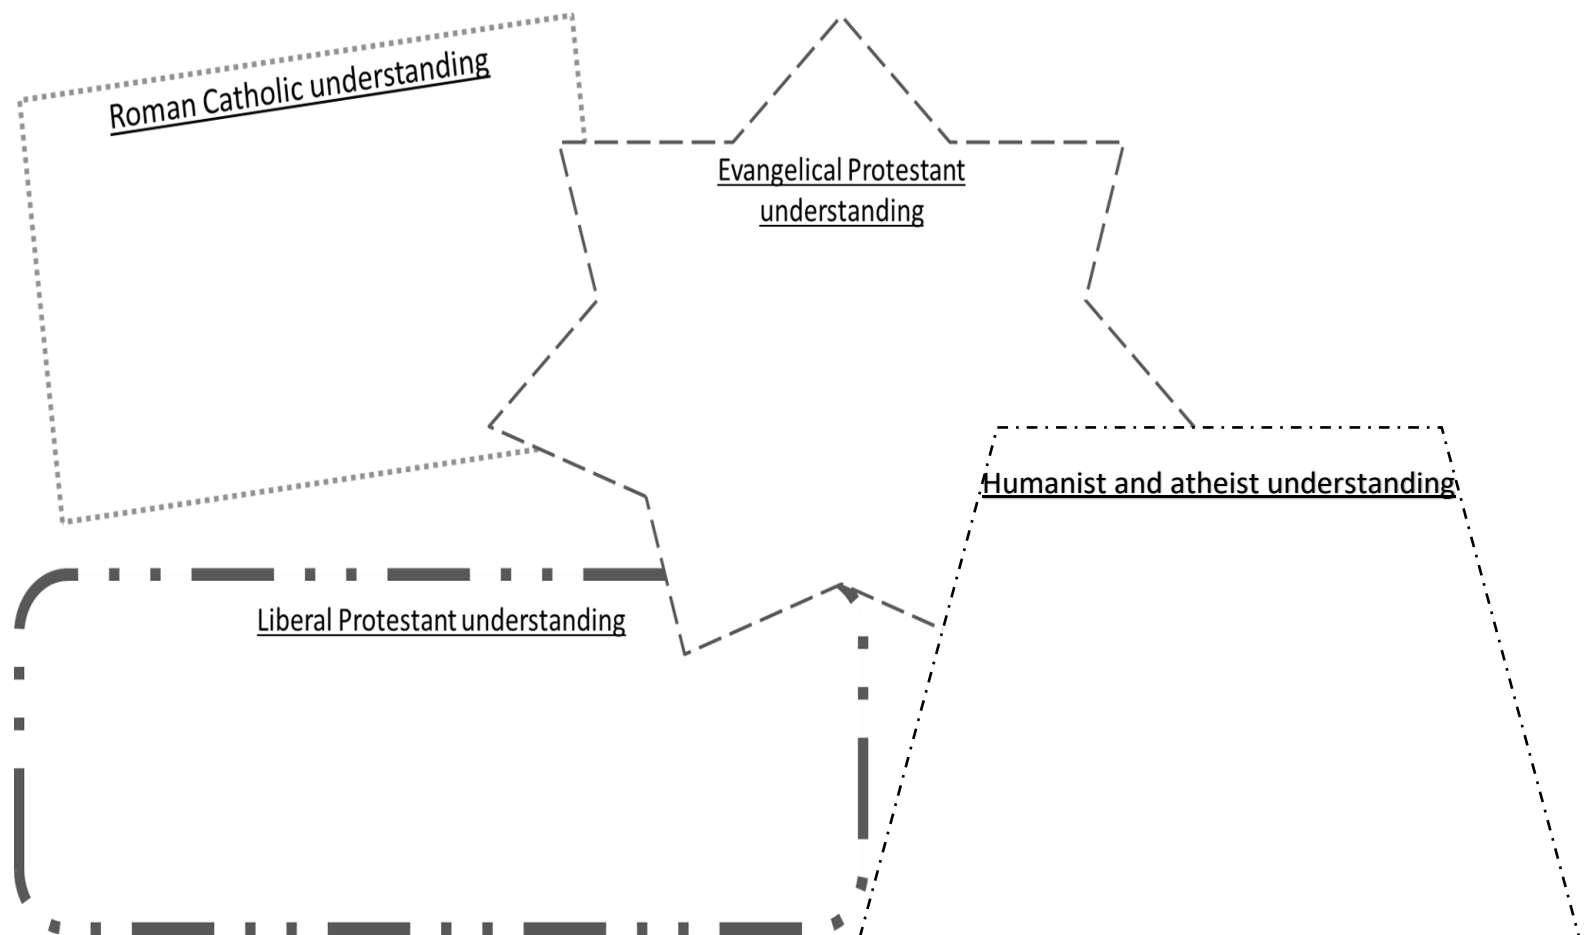 Roman Catholic understanding
Evangelical Protestant
understanding
Humanist and atheist understanding
Liberal Protestant understanding